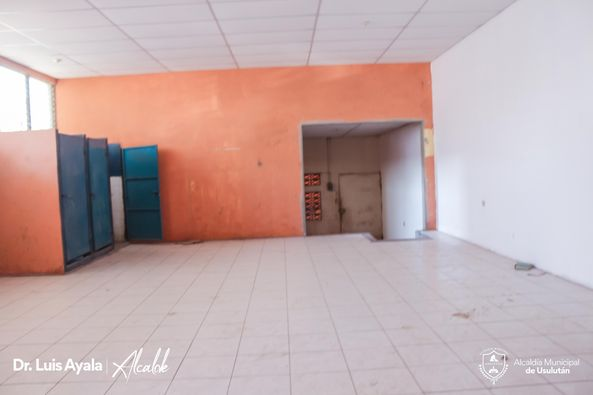 Dr. Luis Ayala | Alcalde
Alcaldía Municipal
de Usulután